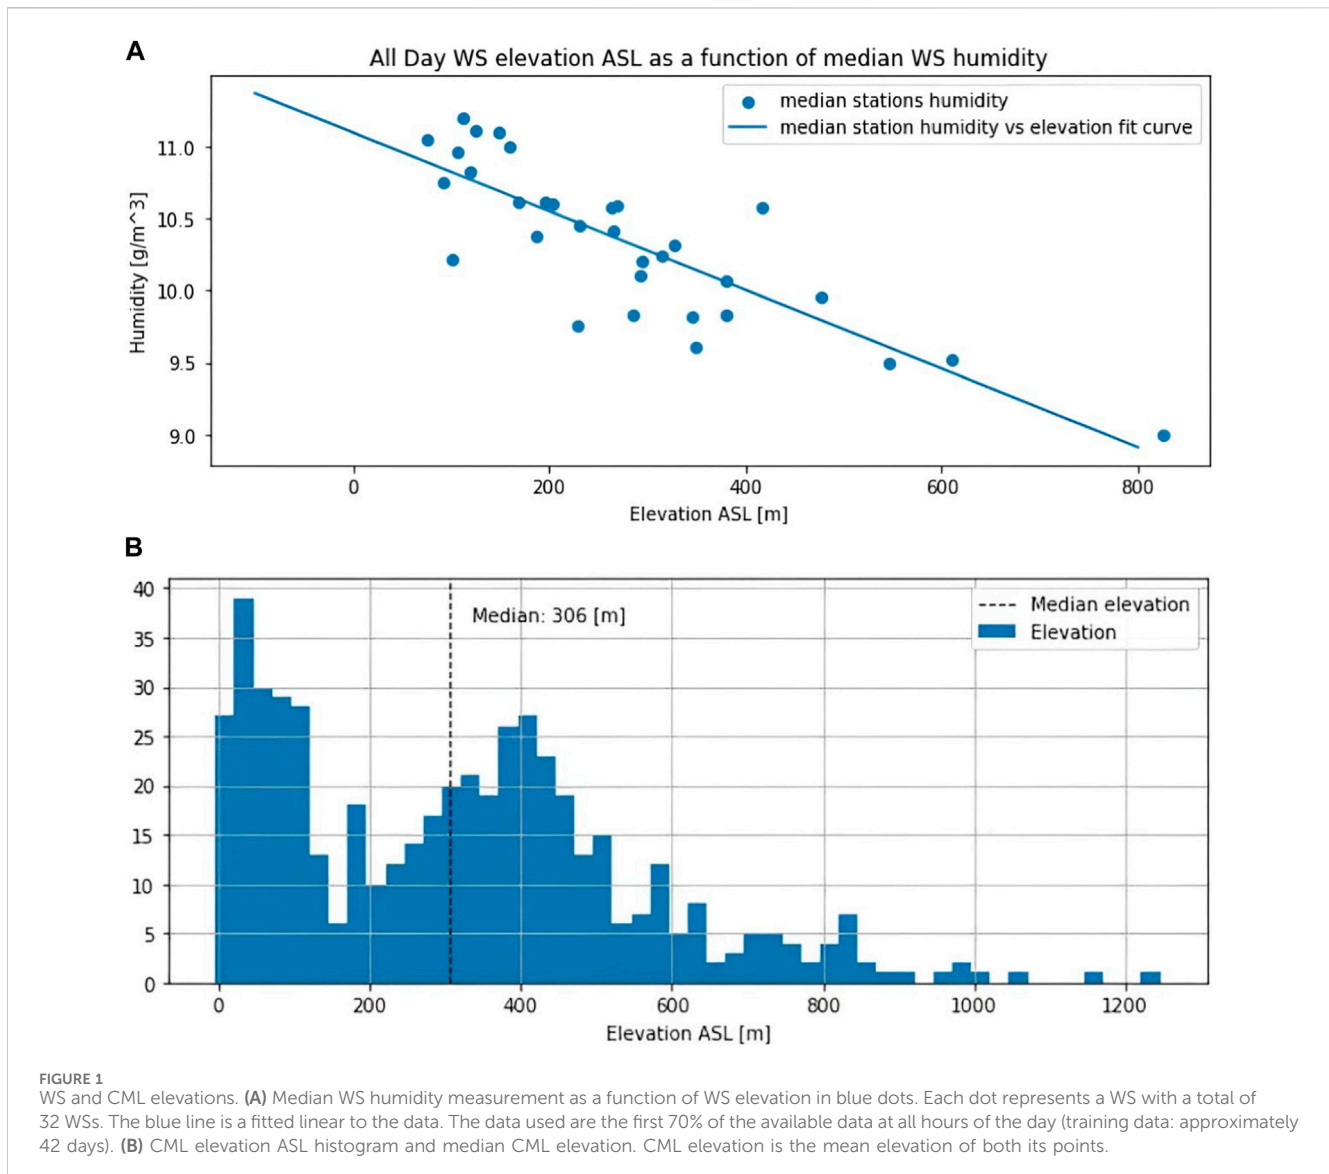 A
All Day WS elevation ASL as a function of median WS humidity
median stations humidity
median station humidity vs elevation fit curve
Humidity [g/m^3]
11.0
10.5
10.0
9.5
9.0
0 200 400 600 800
Elevation ASL [m]
B
Median: 306 [m]
Median elevation
Elevation
40
35
30
25
20
15
10
5
0
0 200 400 600 800 1000 1200
Elevation ASL [m]
FIGURE 1
WS and CML elevations. (A) Median WS humidity measurement as a function of WS elevation in blue dots. Each dot represents a WS with a total of
32 WSs. The blue line is a fitted linear to the data. The data used are the first 70% of the available data at all hours of the day (training data: approximately
42 days). (B) CML elevation ASL histogram and median CML elevation. CML elevation is the mean elevation of both its points.